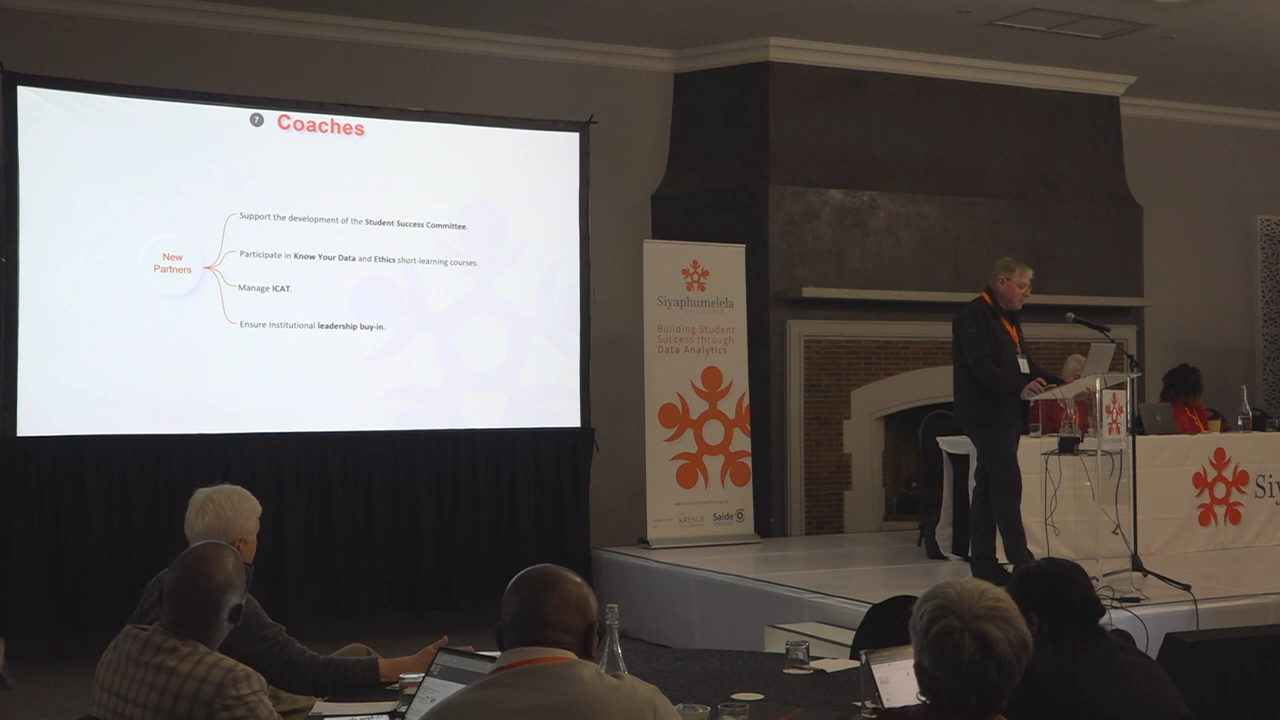 7 Coaches
New
Partners
Support the development of the Student Success Committee.
Participate in Know Your Data and Ethics short-learning courses.
Manage ICAT.
Ensure Institutional leadership buy-in.
Siyaphumelela
Building Student
Success through
Data Analytics
KRESGE
Saide
Siy